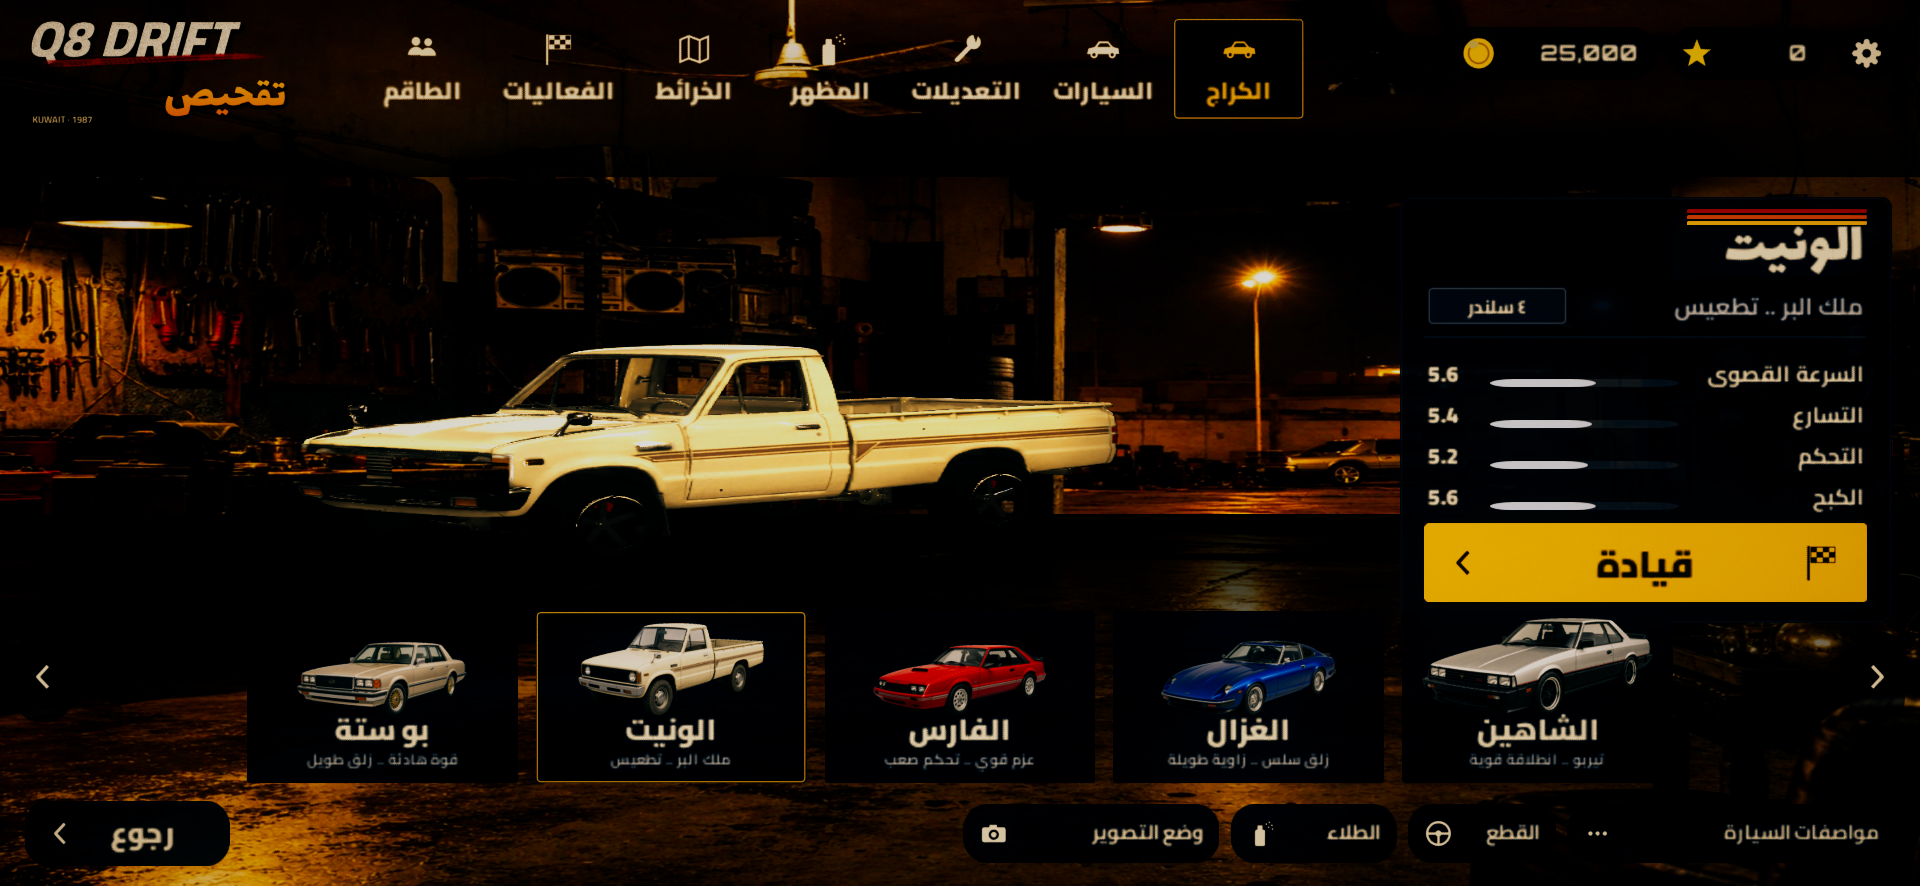 Q8 DRIFT
تفحيص
KUWAIT · 1987
الكراج
السيارات
التعديلات
المظهر
الخرائط
الفعاليات
الطاقم
25,000
0
الونيت
ملك البر .. تطعيس
٤ سلندر
السرعة القصوى 5.6
التسارع 5.4
التحكم 5.2
الكبح 5.6
قيادة
الشاهين
تيربو .. انطلاقة قوية
الغزال
زلق سلس .. زاوية طويلة
الفارس
عزم قوي .. تحكم صعب
الونيت
ملك البر .. تطعيس
بو ستة
قوة هادئة .. زلق طويل
مواصفات السيارة
القطع
الطلاء
وضع التصوير
رجوع